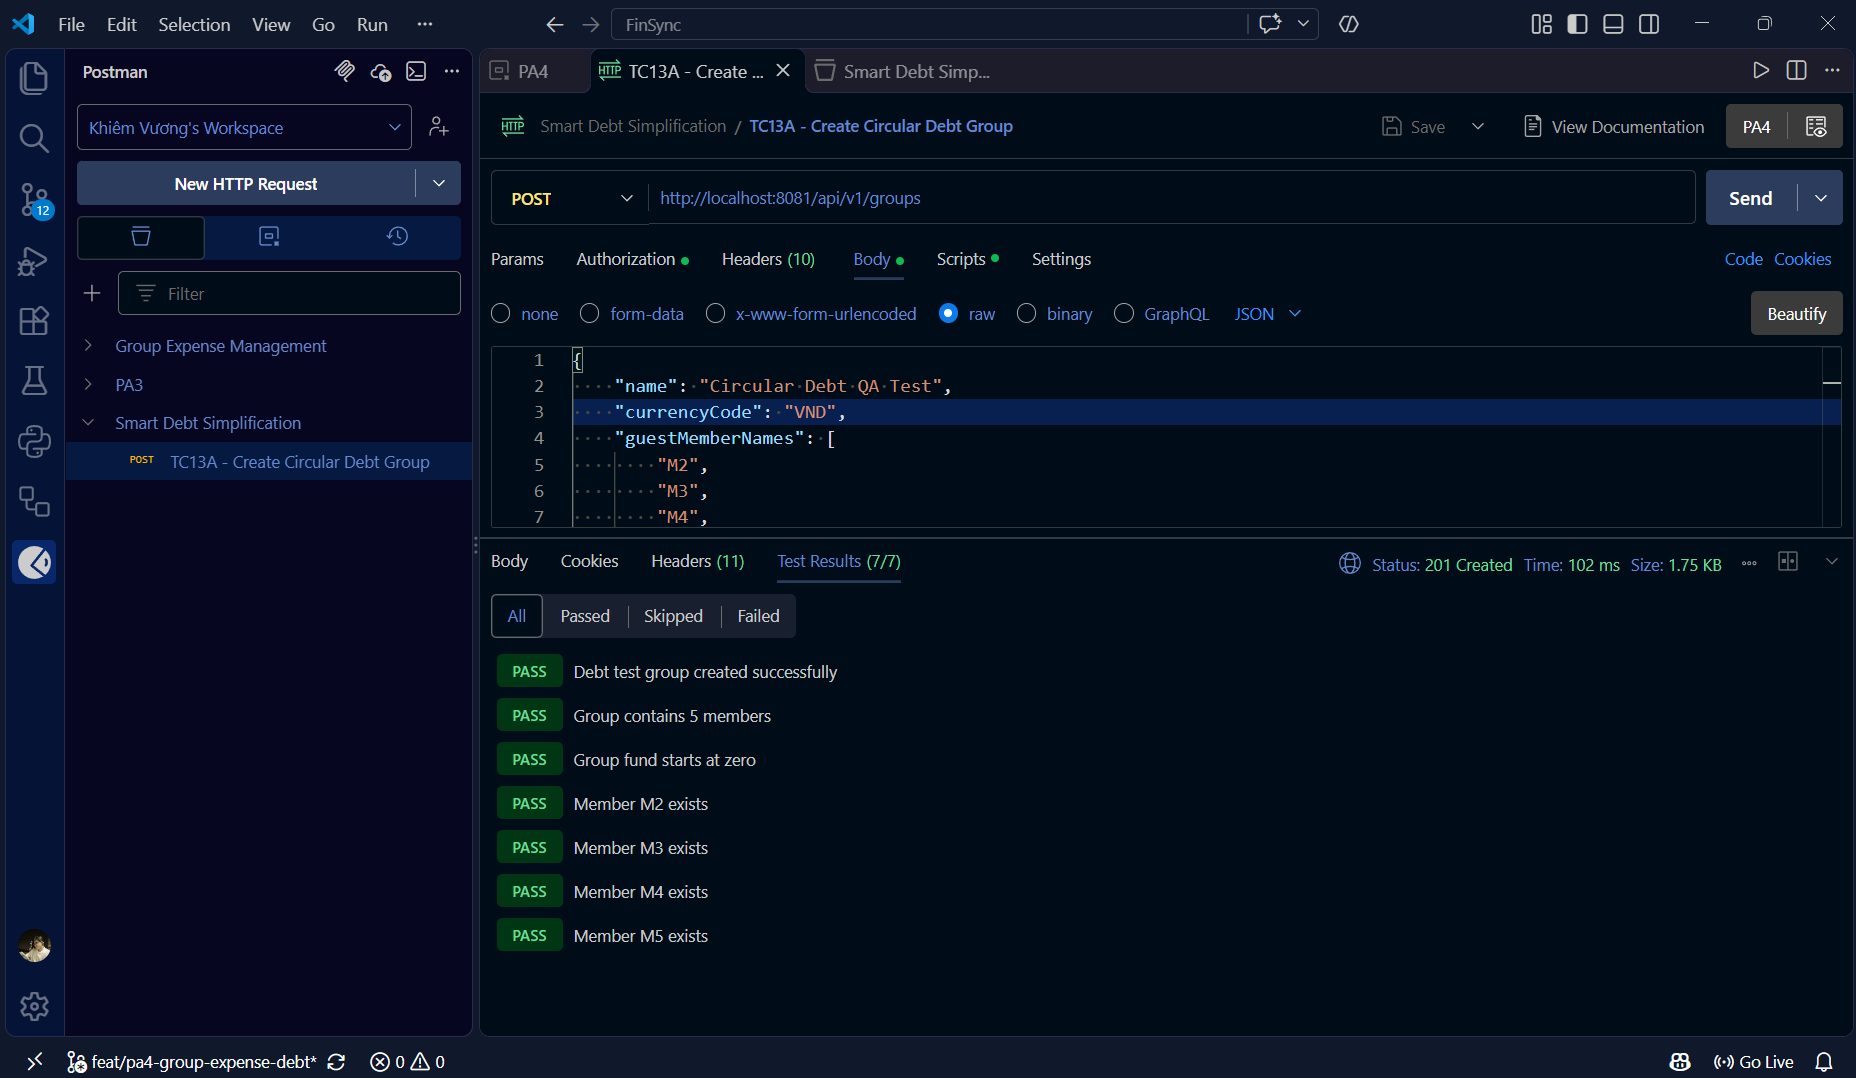 File Edit Selection View Go Run ···
FinSync
Postman
Khiêm Vương's Workspace
New HTTP Request
Filter
Group Expense Management
PA3
Smart Debt Simplification
POST TC13A - Create Circular Debt Group
12
PA4
HTTP TC13A - Create ...
Smart Debt Simp...
HTTP Smart Debt Simplification / TC13A - Create Circular Debt Group
Save
View Documentation
PA4
POST
http://localhost:8081/api/v1/groups
Send
Params Authorization Headers (10) Body Scripts Settings
Code Cookies
none form-data x-www-form-urlencoded raw binary GraphQL JSON
Beautify
1 {
2 ····"name":·"Circular·Debt·QA·Test",
3 ····"currencyCode":·"VND",
4 ····"guestMemberNames":·[
5 ········"M2",
6 ········"M3",
7 ········"M4",
Body Cookies Headers (11) Test Results (7/7)
Status: 201 Created Time: 102 ms Size: 1.75 KB
All Passed Skipped Failed
PASS Debt test group created successfully
PASS Group contains 5 members
PASS Group fund starts at zero
PASS Member M2 exists
PASS Member M3 exists
PASS Member M4 exists
PASS Member M5 exists
feat/pa4-group-expense-debt* 0 0
Go Live